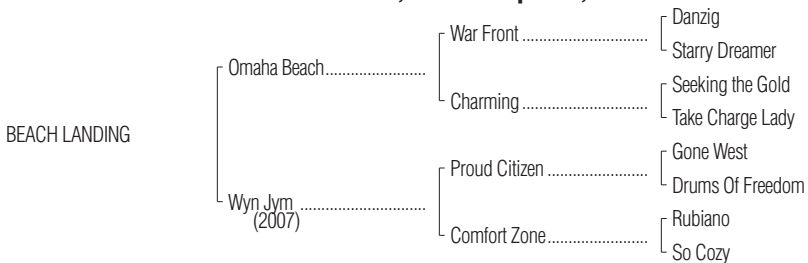 Danzig
War Front ........................
Starry Dreamer
Omaha Beach........................
Seeking the Gold
Charming ........................
Take Charge Lady
BEACH LANDING
Gone West
Proud Citizen ........................
Drums Of Freedom
Wyn Jym ........................
(2007)
Rubiano
Comfort Zone........................
So Cozy